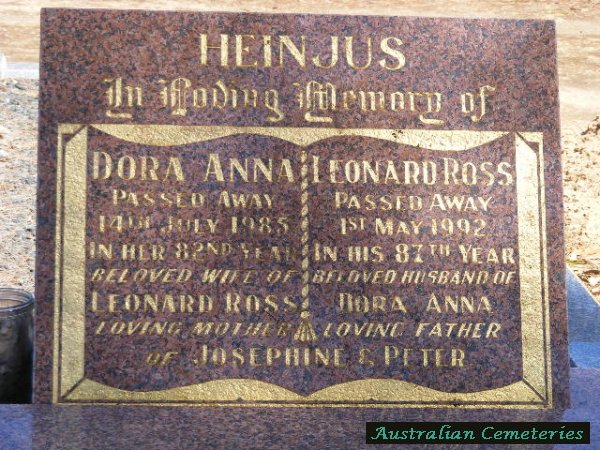 HEINJUS
In Loving Memory of
DORA ANNA
PASSED AWAY
14TH JULY 1985
IN HER 82ND YEAR
BELOVED WIFE OF
LEONARD ROSS
LOVING MOTHER
LEONARD ROSS
PASSED AWAY
1ST MAY 1992
IN HIS 87TH YEAR
BELOVED HUSBAND OF
DORA ANNA
LOVING FATHER
OF JOSEPHINE & PETER
Australian Cemeteries